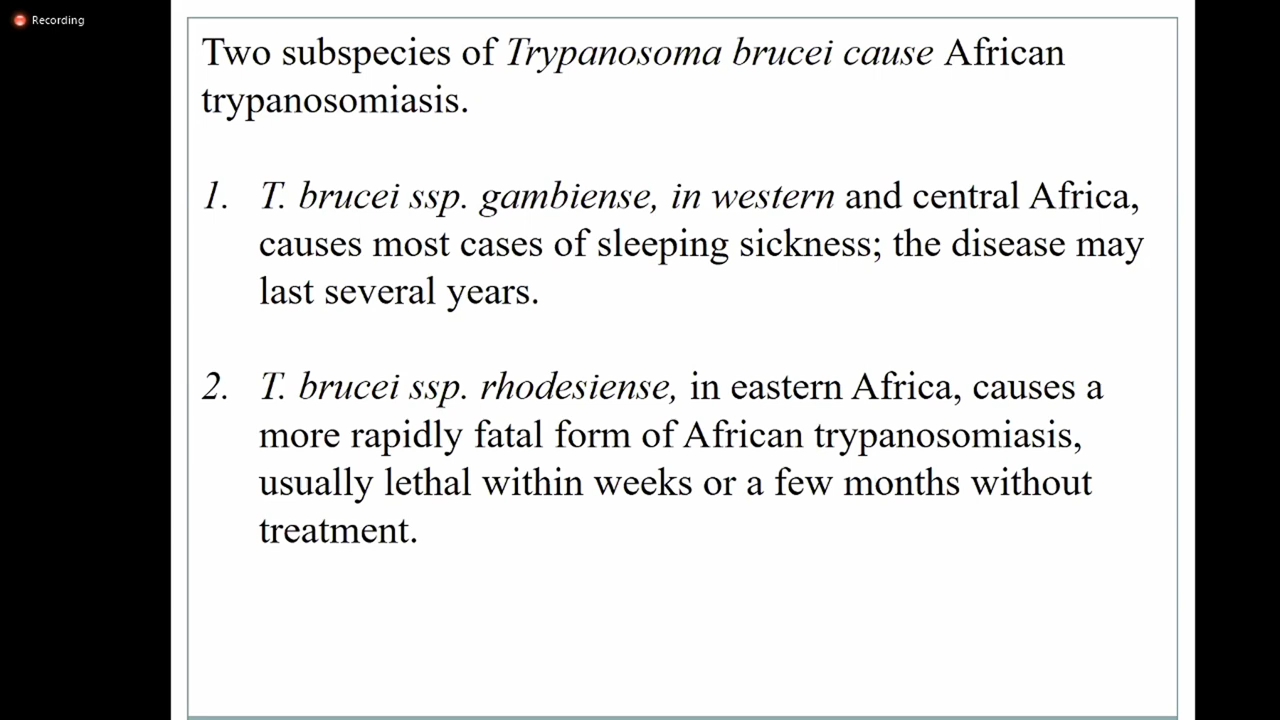 Recording
Two subspecies of Trypanosoma brucei cause African
trypanosomiasis.
1. T. brucei ssp. gambiense, in western and central Africa,
causes most cases of sleeping sickness; the disease may
last several years.
2. T. brucei ssp. rhodesiense, in eastern Africa, causes a
more rapidly fatal form of African trypanosomiasis,
usually lethal within weeks or a few months without
treatment.